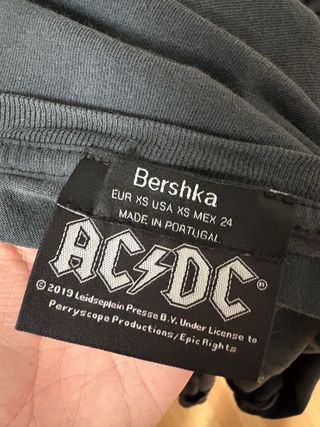 Bershka
EUR XS USA XS MEX 24
MADE IN PORTUGAL
AC⚡DC®
© 2019 Leidseplein Presse B.V. Under License to
Perryscope Productions/Epic Rights